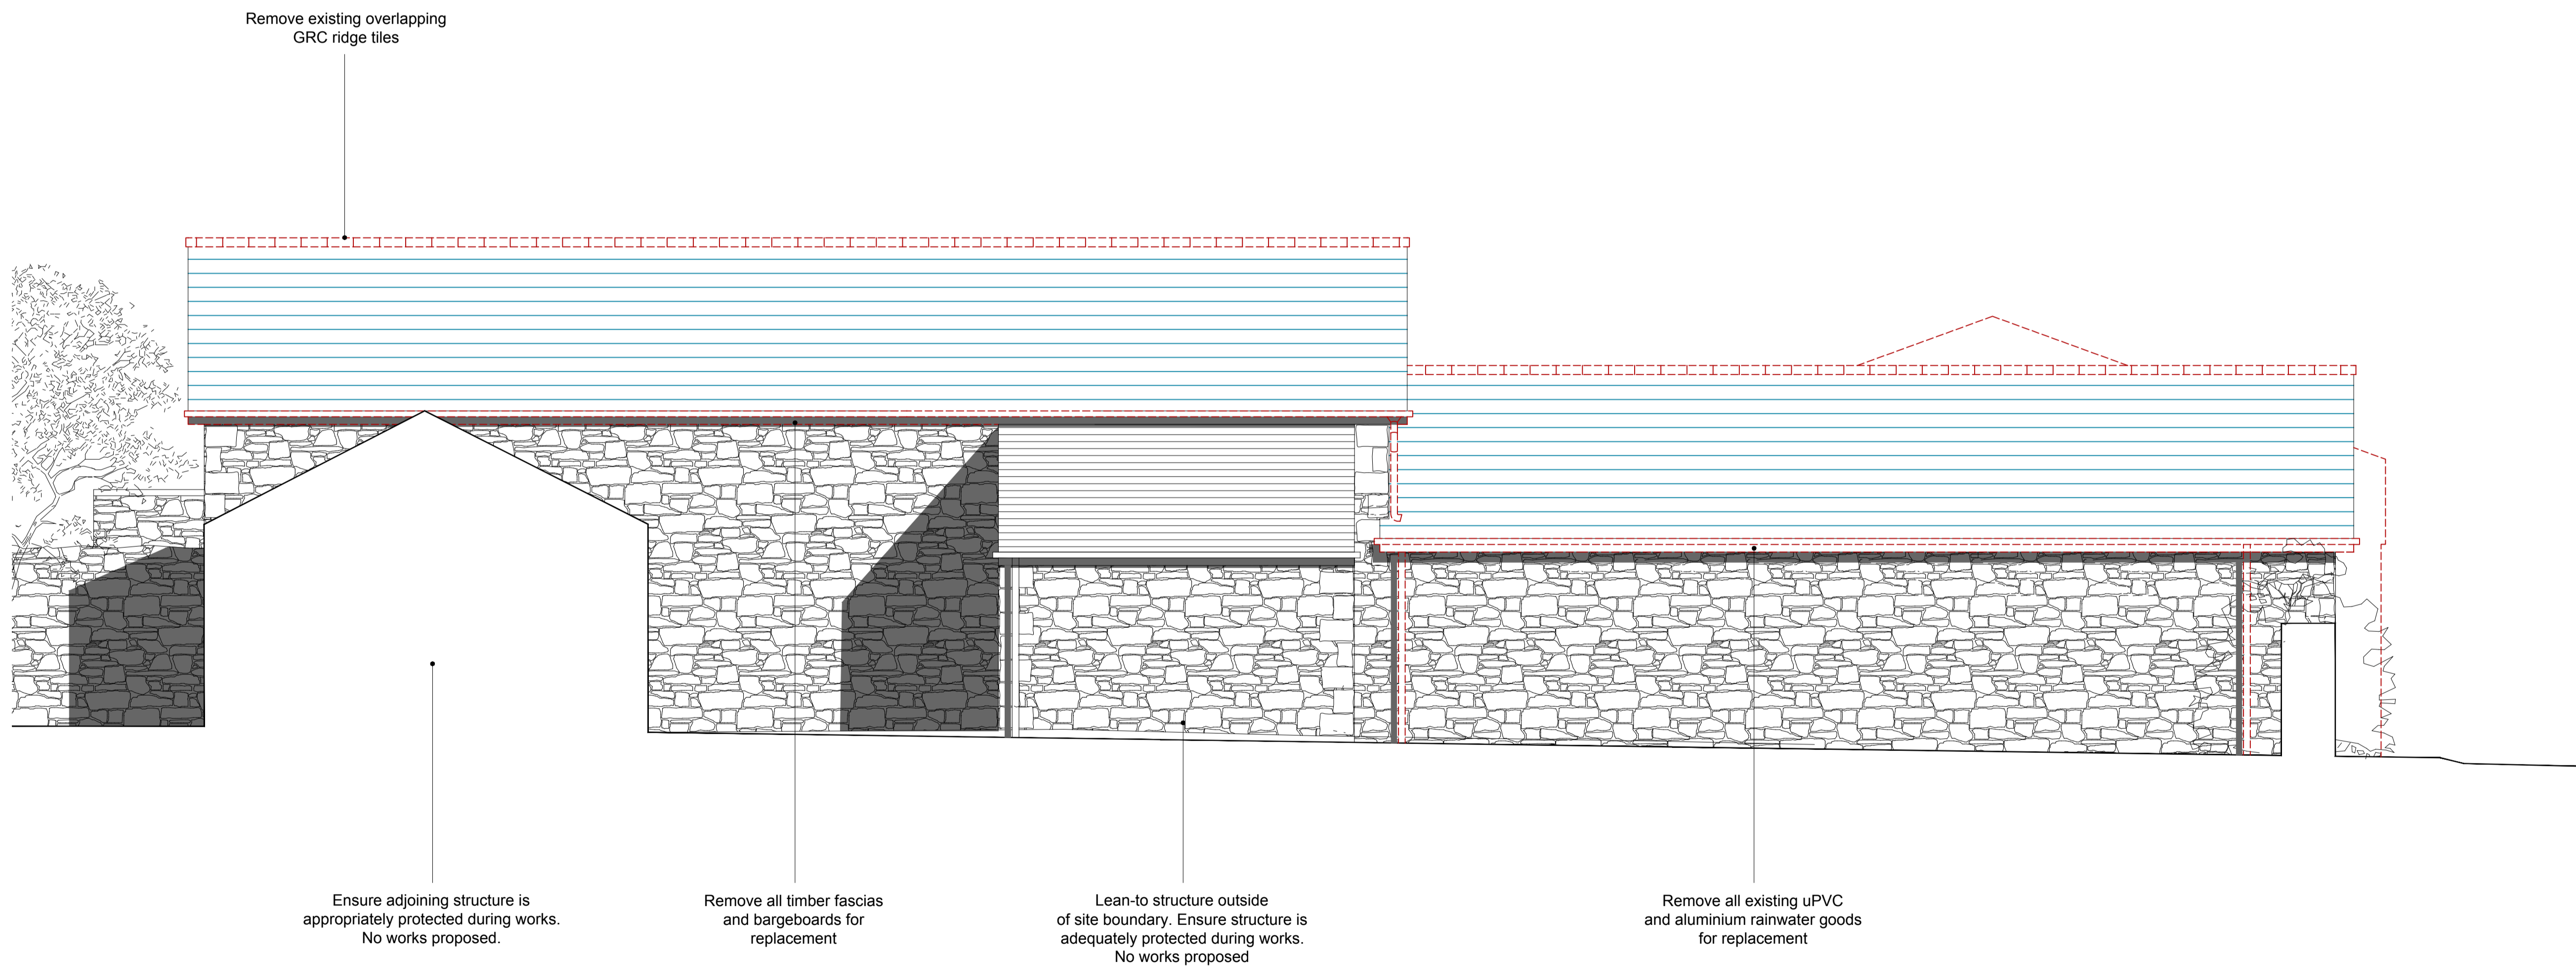 Remove existing overlapping
GRC ridge tiles
Ensure adjoining structure is
appropriately protected during works.
No works proposed.
Remove all timber fascias
and bargeboards for
replacement
Lean-to structure outside
of site boundary. Ensure structure is
adequately protected during works.
No works proposed
Remove all existing uPVC
and aluminium rainwater goods
for replacement